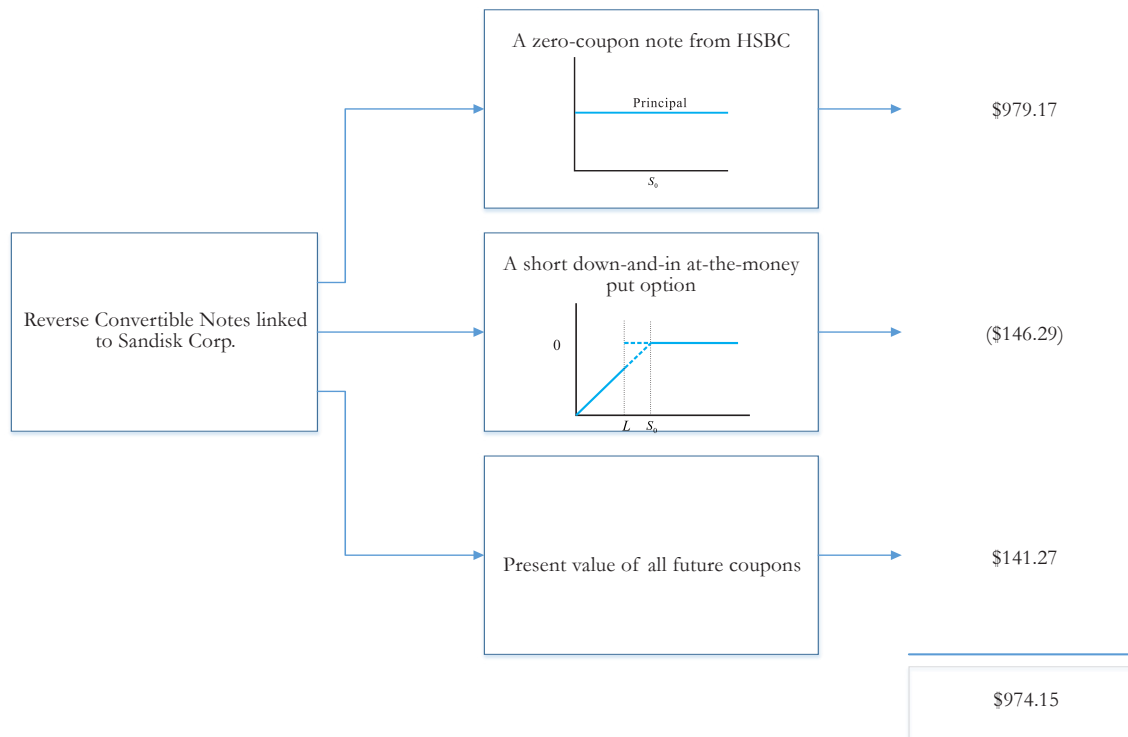 A zero-coupon note from HSBC
Principal
S₀
$979.17
Reverse Convertible Notes linked
to Sandisk Corp.
A short down-and-in at-the-money
put option
0
L S₀
($146.29)
Present value of all future coupons
$141.27
$974.15